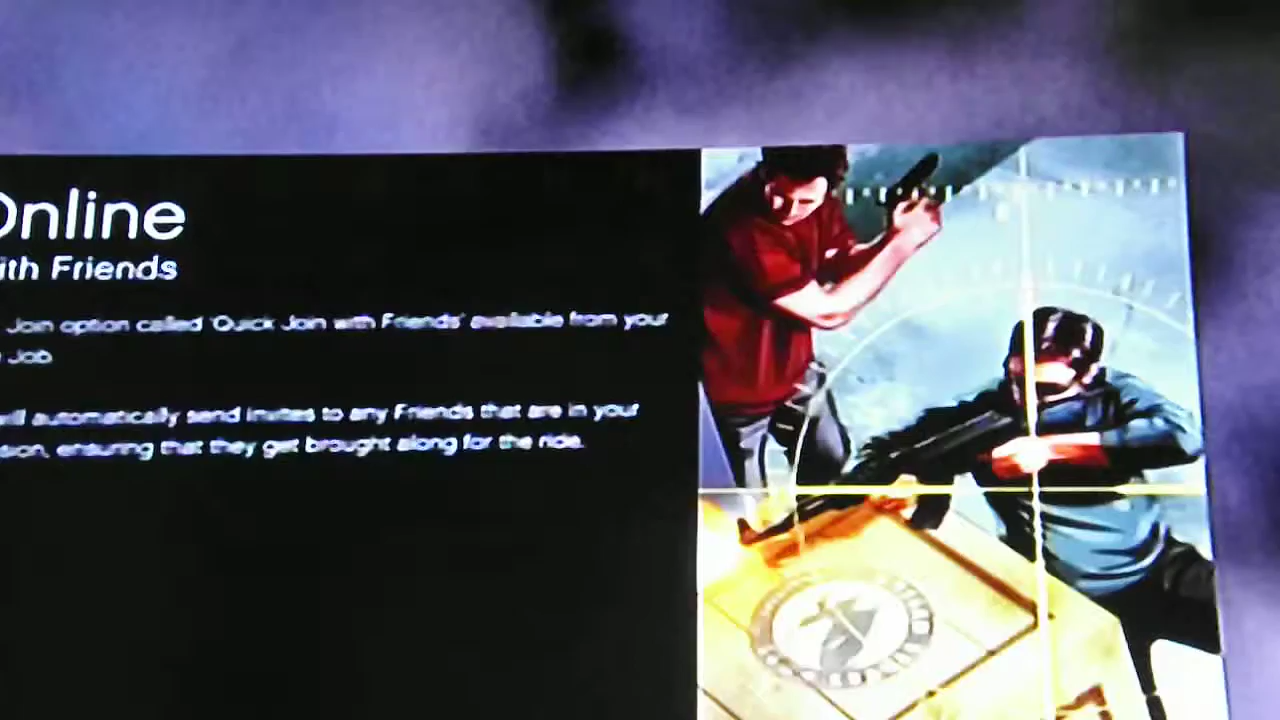 Online
ith Friends
Join option called 'Quick Join with Friends' available from your
Job
will automatically send invites to any Friends that are in your
sion, ensuring that they get brought along for the ride.